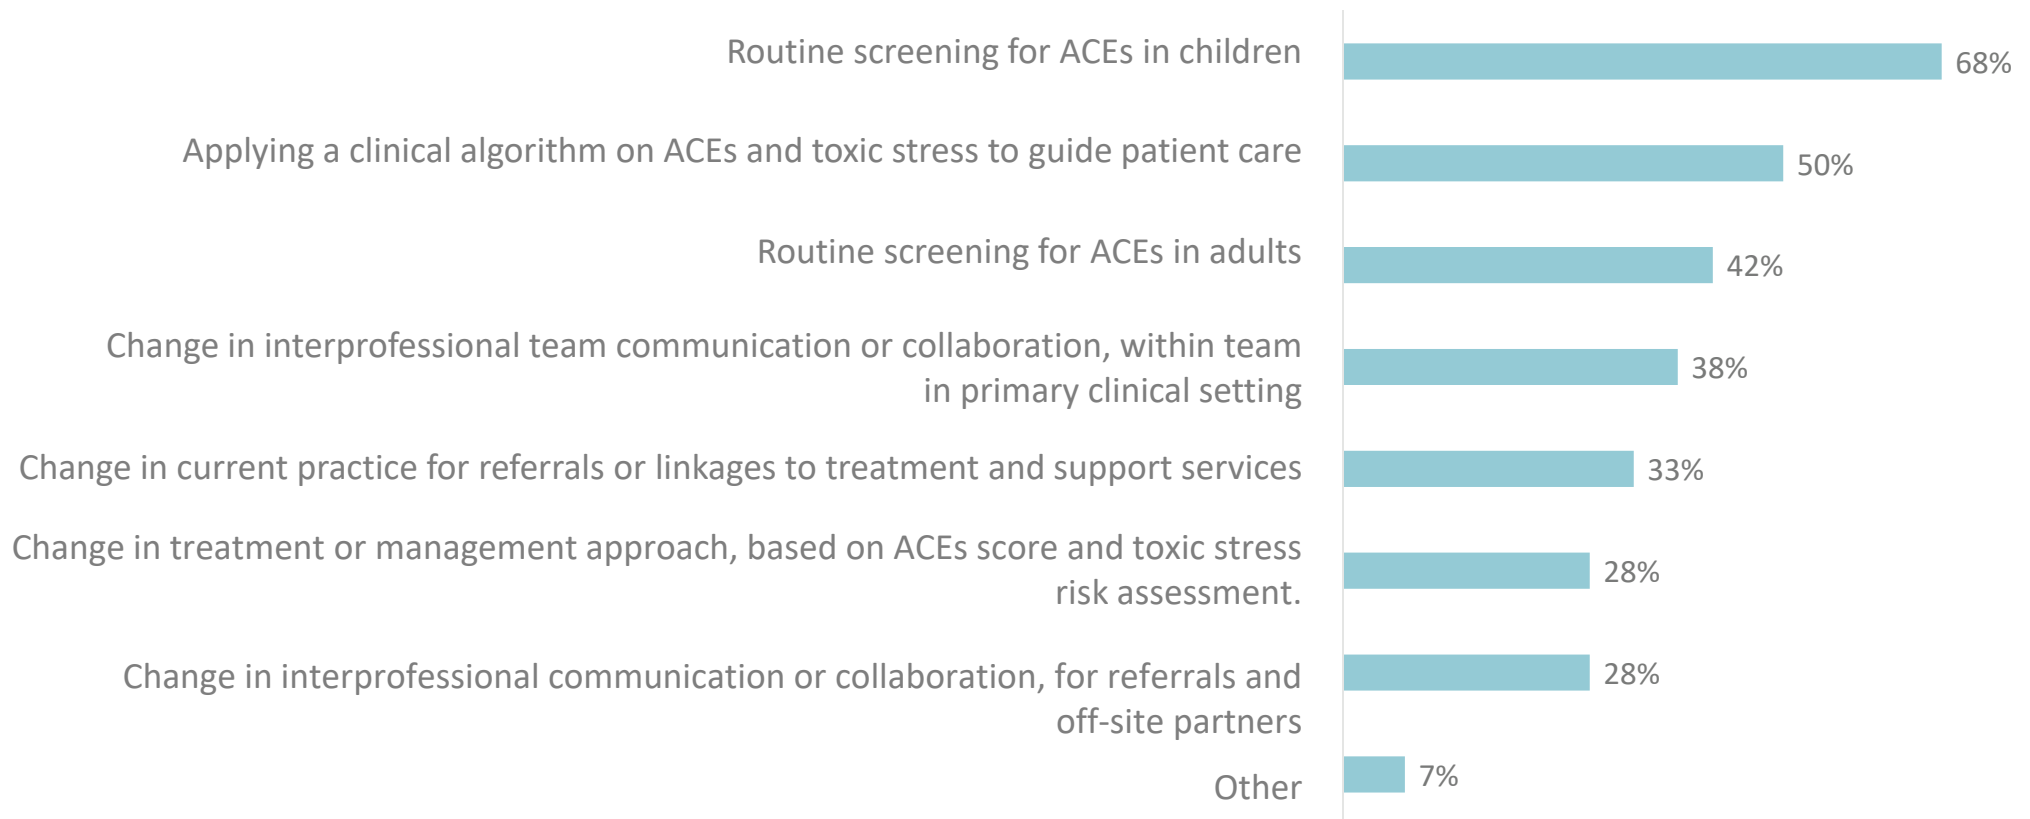 Routine screening for ACEs in children
68%
Applying a clinical algorithm on ACEs and toxic stress to guide patient care
50%
Routine screening for ACEs in adults
42%
Change in interprofessional team communication or collaboration, within team
in primary clinical setting
38%
Change in current practice for referrals or linkages to treatment and support services
33%
Change in treatment or management approach, based on ACEs score and toxic stress
risk assessment.
28%
Change in interprofessional communication or collaboration, for referrals and
off-site partners
28%
Other
7%